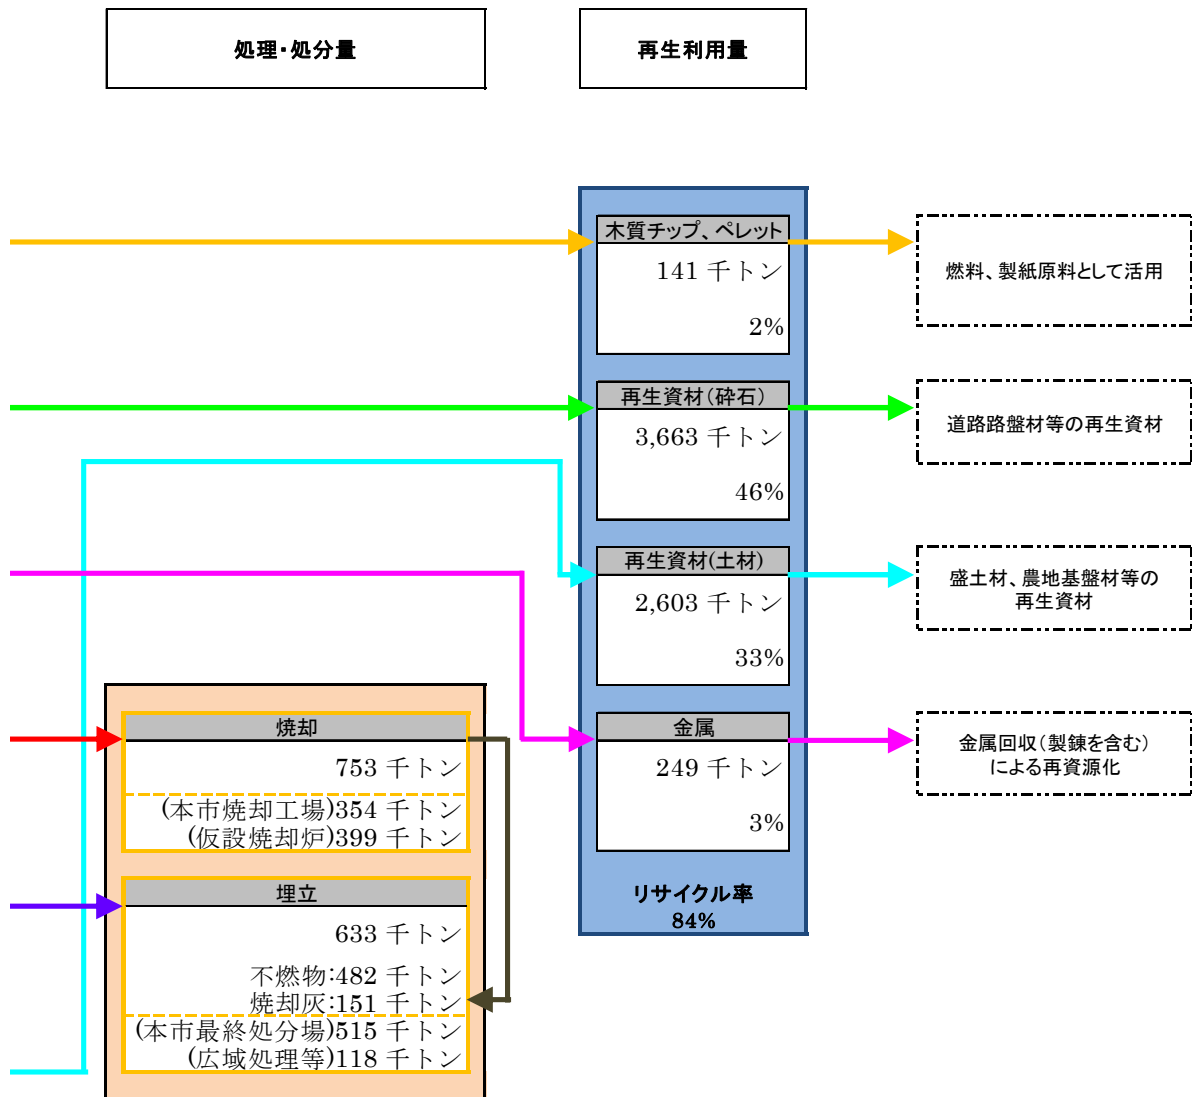 処理・処分量
再生利用量
木質チップ、ペレット
141 千トン
2%
燃料、製紙原料として活用
再生資材（砕石）
3,663 千トン
46%
道路路盤材等の再生資材
再生資材(土材)
2,603 千トン
33%
盛土材、農地基盤材等の
再生資材
焼却
753 千トン
(本市焼却工場)354 千トン
(仮設焼却炉)399 千トン
金属
249 千トン
3%
金属回収（製錬を含む）
による再資源化
埋立
633 千トン
不燃物:482 千トン
焼却灰:151 千トン
(本市最終処分場)515 千トン
(広域処理等)118 千トン
リサイクル率
84%